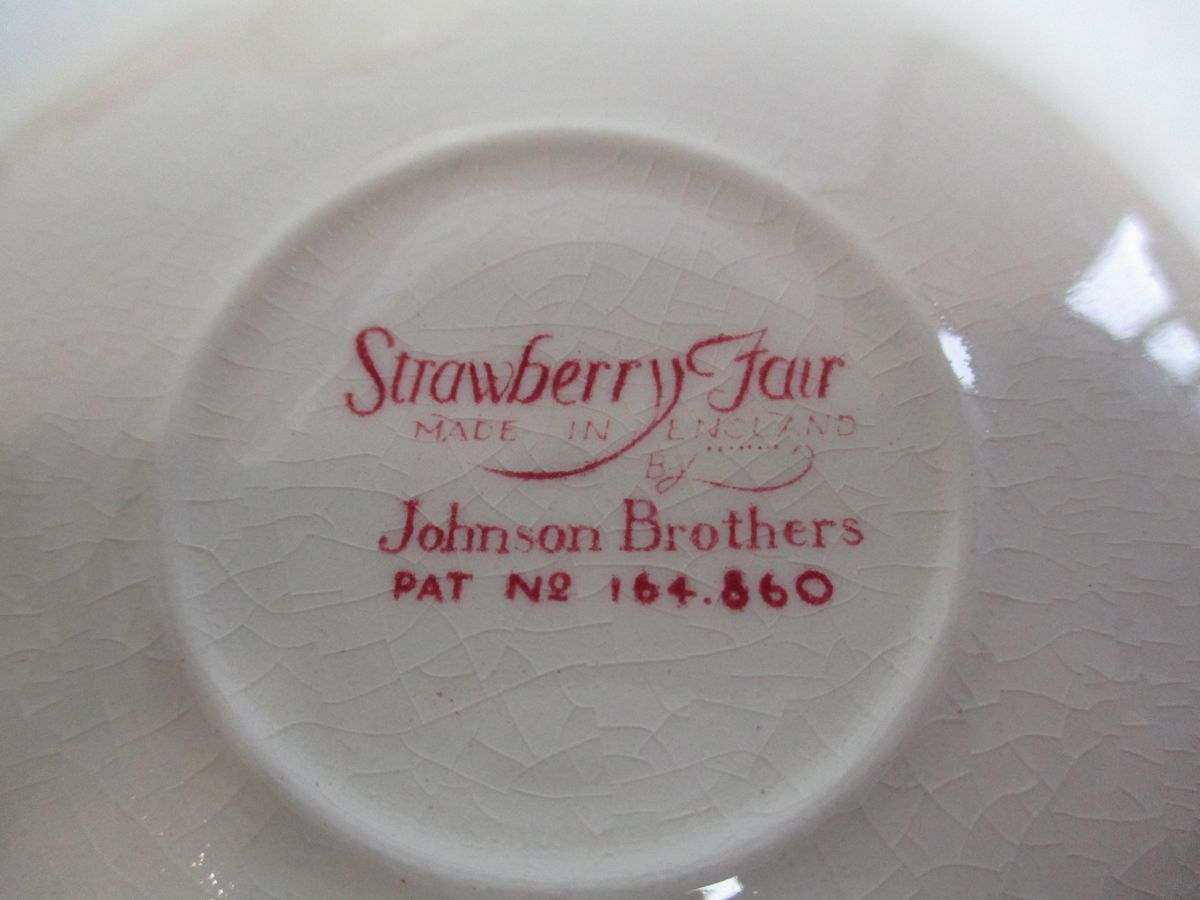 Strawberry Fair
MADE IN ENGLAND
By
Johnson Brothers
PAT Nº 164.860